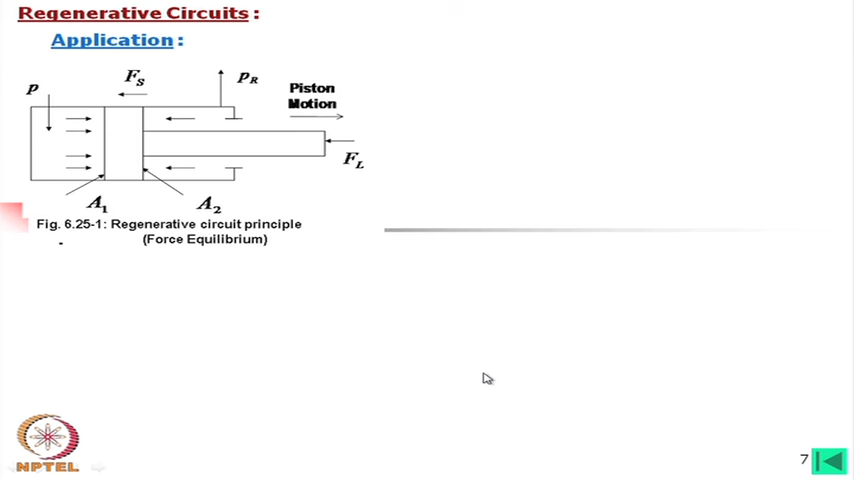 Regenerative Circuits :
Application :
p
F_S
p_R
Piston
Motion
F_L
A_1
A_2
Fig. 6.25-1: Regenerative circuit principle
(Force Equilibrium)
NPTEL
7